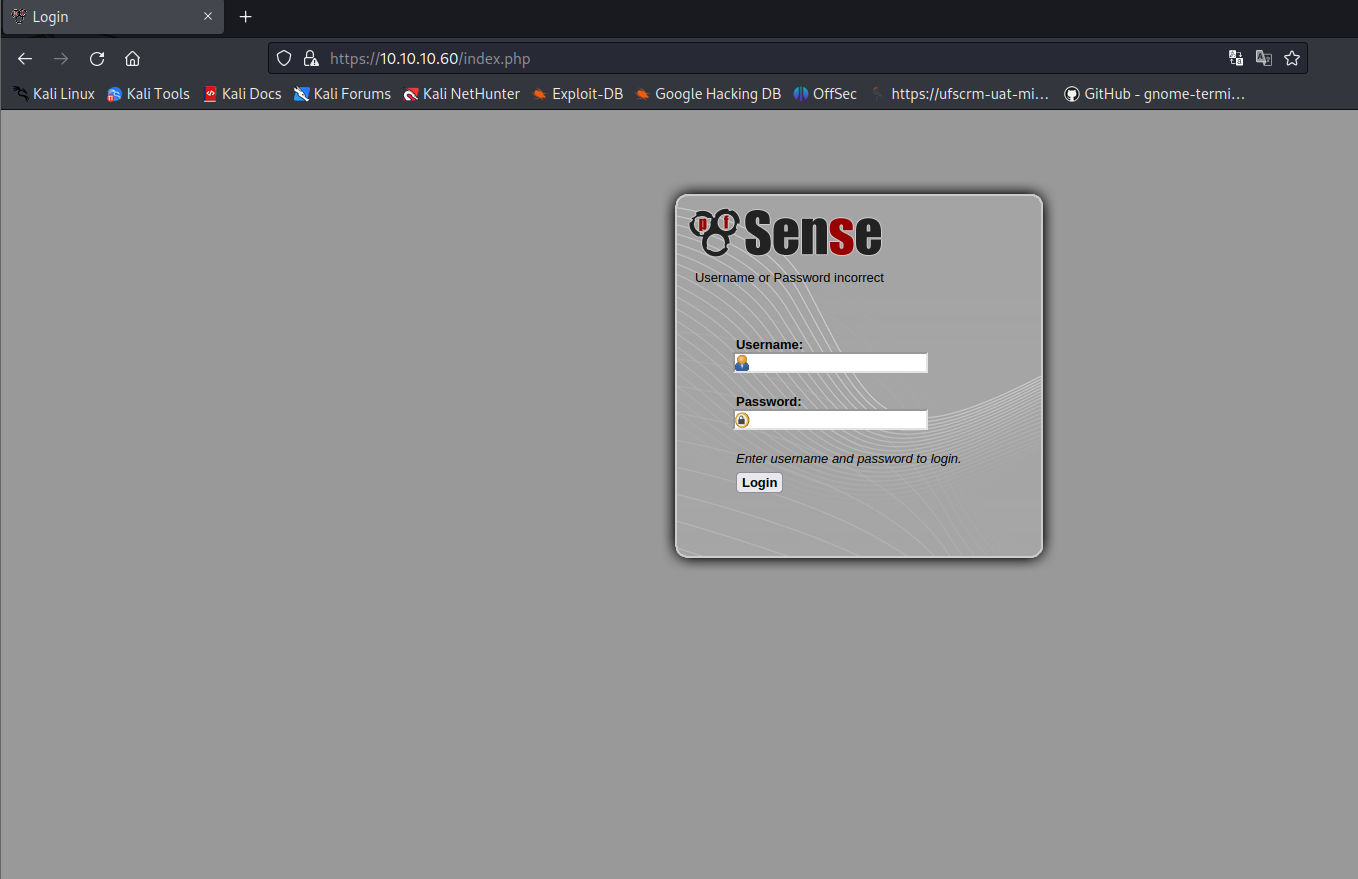 Login
https://10.10.10.60/index.php
Kali Linux Kali Tools Kali Docs Kali Forums Kali NetHunter Exploit-DB Google Hacking DB OffSec https://ufscrm-uat-mi... GitHub - gnome-termi...
pf Sense
Username or Password incorrect
Username:
Password:
Enter username and password to login.
Login